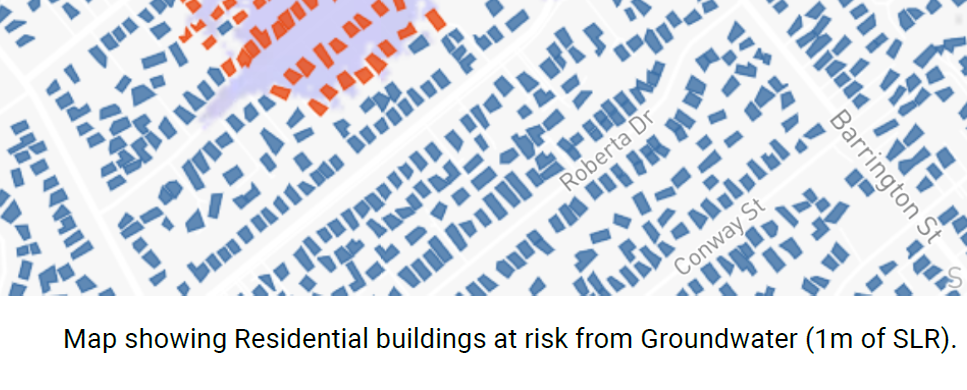 Roberta Dr
Barrington St
Conway St
S
Map showing Residential buildings at risk from Groundwater (1m of SLR).